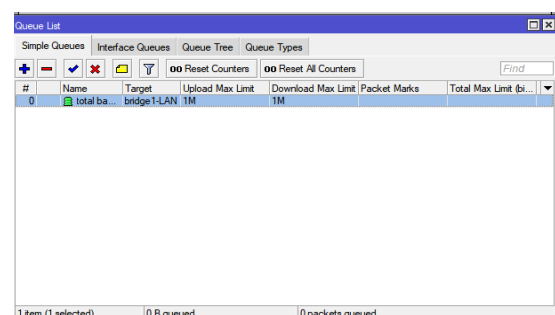 Queue List
Simple Queues Interface Queues Queue Tree Queue Types
00 Reset Counters 00 Reset All Counters Find
# Name Target Upload Max Limit Download Max Limit Packet Marks Total Max Limit (bi...
0 total ba... bridge1-LAN 1M 1M
1 item (1 selected) 0 B queued 0 packets queued